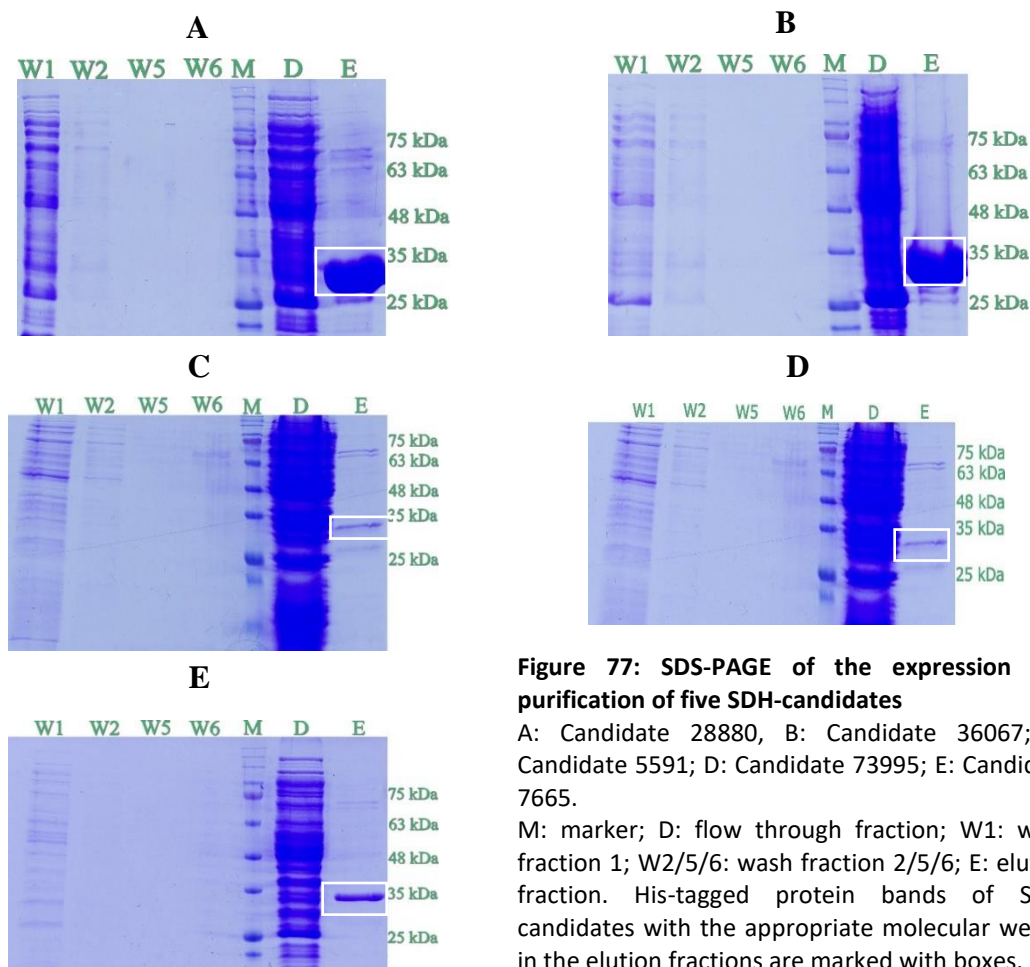 A
W1 W2 W5 W6 M D E
75 kDa
63 kDa
48 kDa
35 kDa
25 kDa
B
W1 W2 W5 W6 M D E
75 kDa
63 kDa
48 kDa
35 kDa
25 kDa
C
W1 W2 W5 W6 M D E
75 kDa
63 kDa
48 kDa
35 kDa
25 kDa
D
W1 W2 W5 W6 M D E
75 kDa
63 kDa
48 kDa
35 kDa
25 kDa
E
W1 W2 W5 W6 M D E
75 kDa
63 kDa
48 kDa
35 kDa
25 kDa
Figure 77: SDS-PAGE of the expression
purification of five SDH-candidates
A: Candidate 28880, B: Candidate 36067;
Candidate 5591; D: Candidate 73995; E: Candid
7665.
M: marker; D: flow through fraction; W1: w
fraction 1; W2/5/6: wash fraction 2/5/6; E: elu
fraction. His-tagged protein bands of S
candidates with the appropriate molecular we
in the elution fractions are marked with boxes.